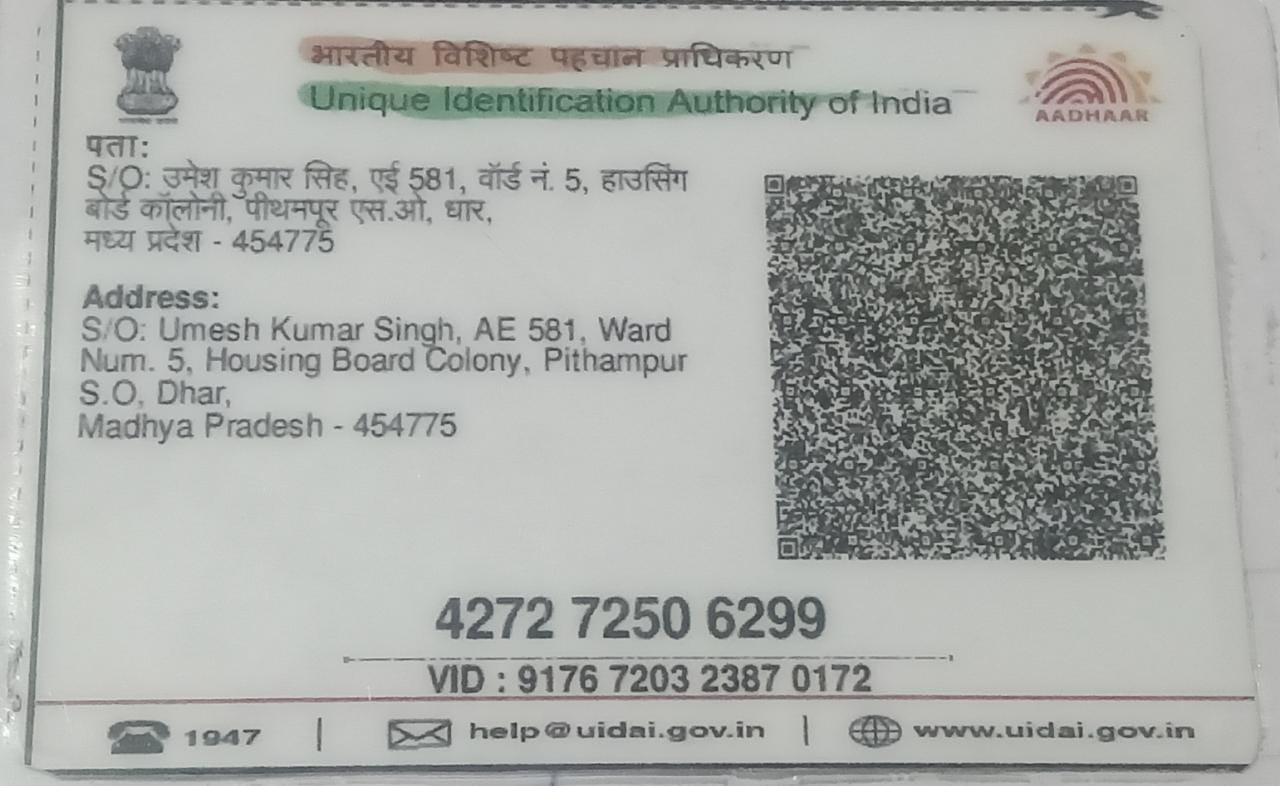 भारतीय विशिष्ट पहचान प्राधिकरण
Unique Identification Authority of India
AADHAAR
पता:
S/O: उमेश कुमार सिंह, एई 581, वॉर्ड नं. 5, हाउसिंग
बोर्ड कॉलोनी, पीथमपूर एस.ओ, धार,
मध्य प्रदेश - 454775
Address:
S/O: Umesh Kumar Singh, AE 581, Ward
Num. 5, Housing Board Colony, Pithampur
S.O, Dhar,
Madhya Pradesh - 454775
4272 7250 6299
VID : 9176 7203 2387 0172
1947 | help@uidai.gov.in | www.uidai.gov.in